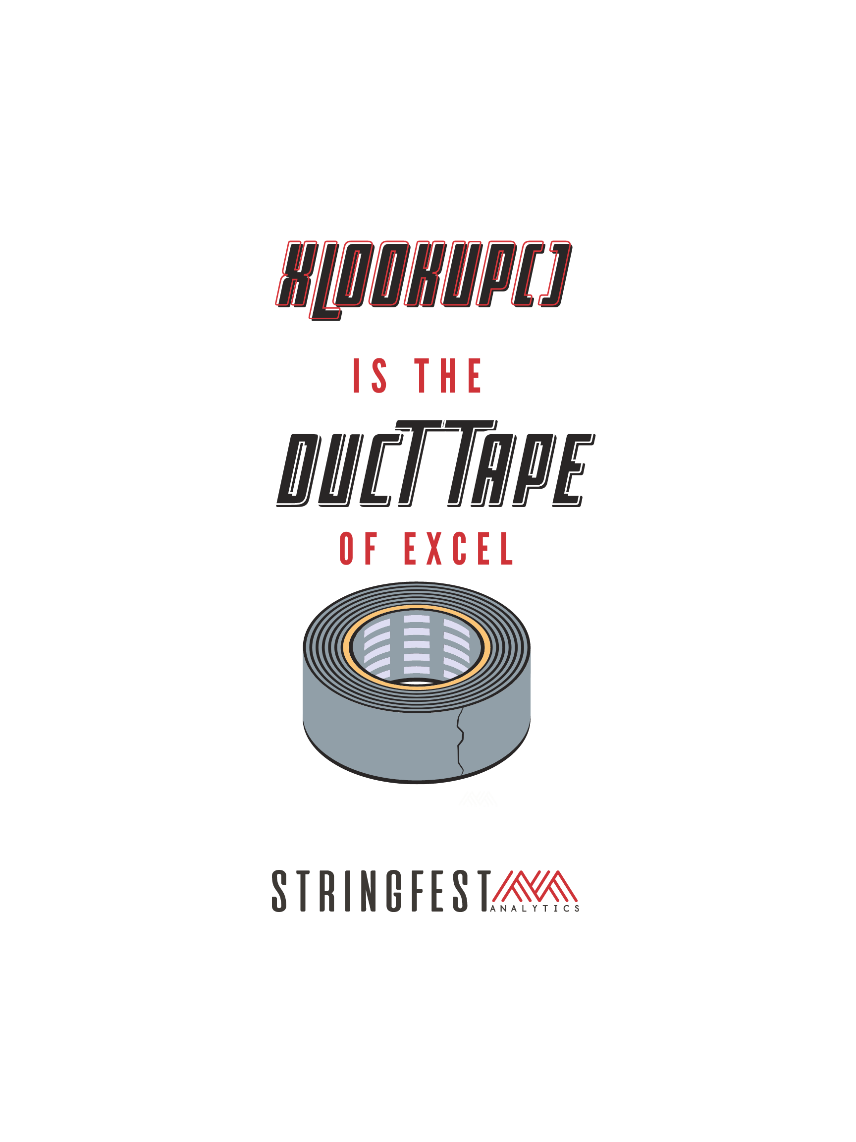 XLOOKUP()
IS THE
DUCT TAPE
OF EXCEL
STRINGFEST
ANALYTICS